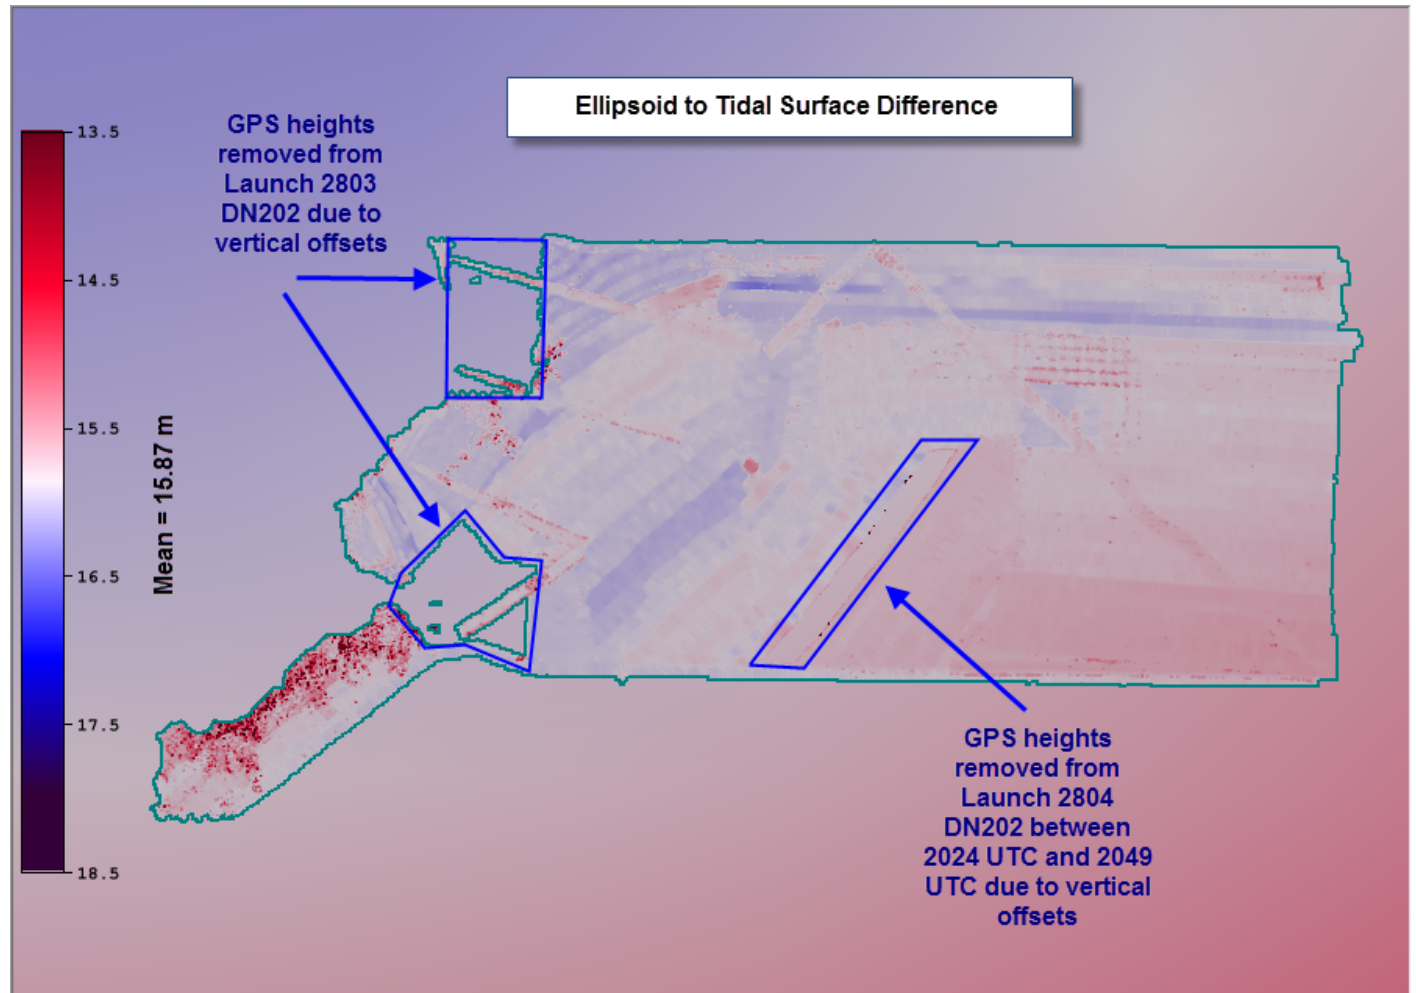 Ellipsoid to Tidal Surface Difference
GPS heights
removed from
Launch 2803
DN202 due to
vertical offsets
13.5
14.5
15.5
16.5
17.5
18.5
Mean = 15.87 m
GPS heights
removed from
Launch 2804
DN202 between
2024 UTC and 2049
UTC due to vertical
offsets